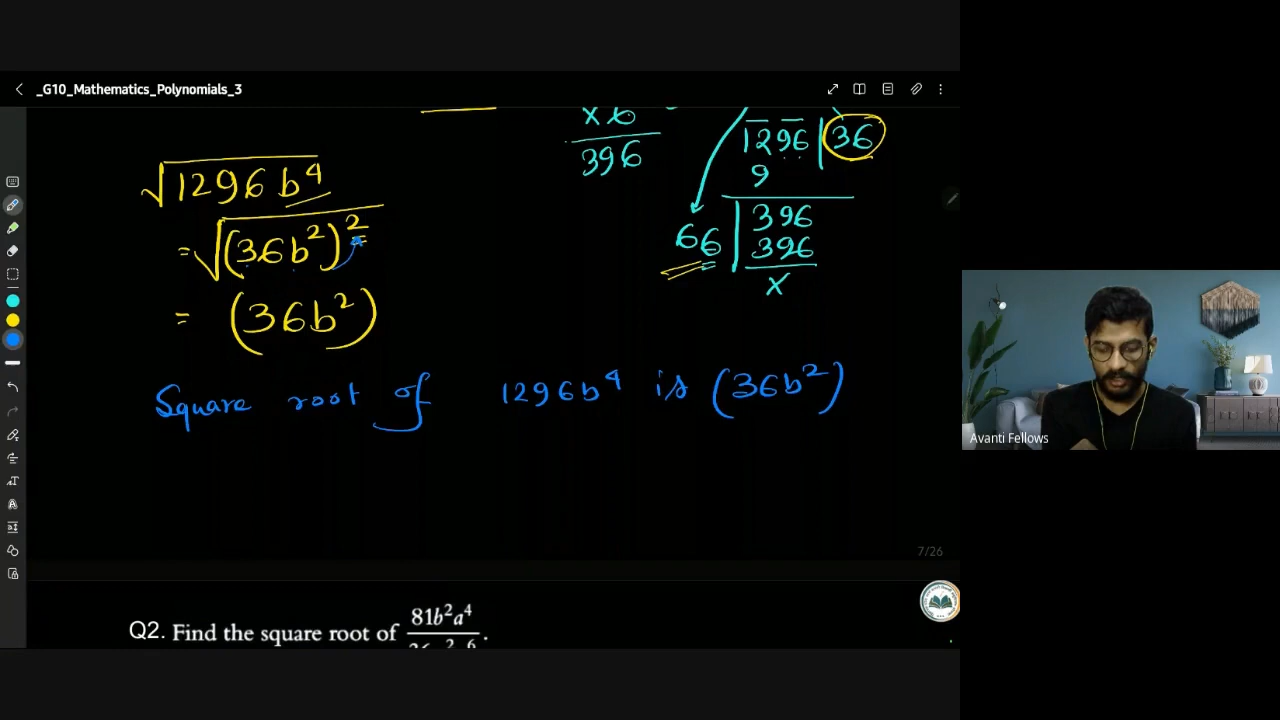 _G10_Mathematics_Polynomials_3
x 6
396
1296 | 36
9
66 | 396
396
x
√1296 b⁴
= √(36b²)²
= (36b²)
Square root of 1296b⁴ is (36b²)
7/26
Q2. Find the square root of 81b²a⁴
Avanti Fellows